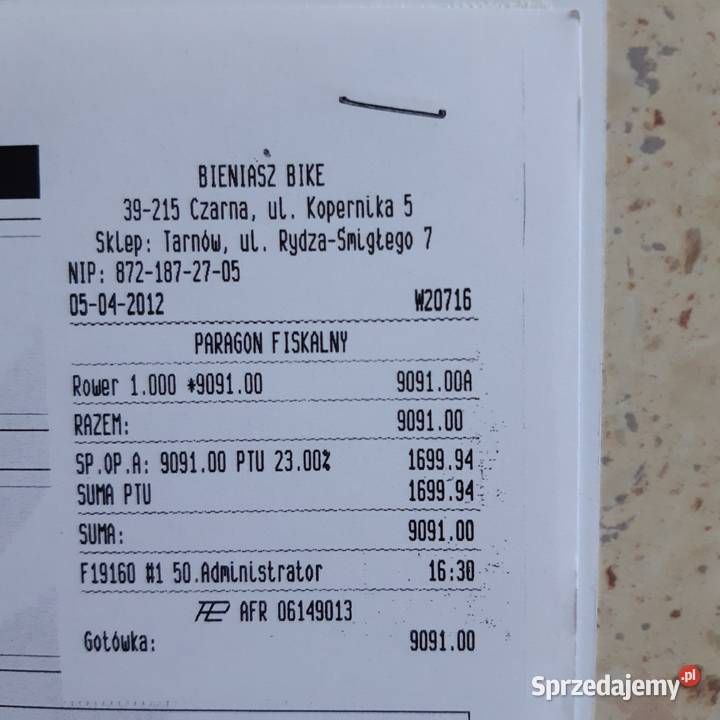 BIENIASZ BIKE
39-215 Czarna, ul. Kopernika 5
Sklep: Tarnów, ul. Rydza-Śmigłego 7
NIP: 872-187-27-05
05-04-2012 W20716
PARAGON FISKALNY
Rower 1.000 *9091.00 9091.00A
RAZEM: 9091.00
SP.OP.A: 9091.00 PTU 23.00% 1699.94
SUMA PTU 1699.94
SUMA: 9091.00
F19160 #1 50.Administrator 16:30
AFR 06149013
Gotówka: 9091.00
Sprzedajemy.pl